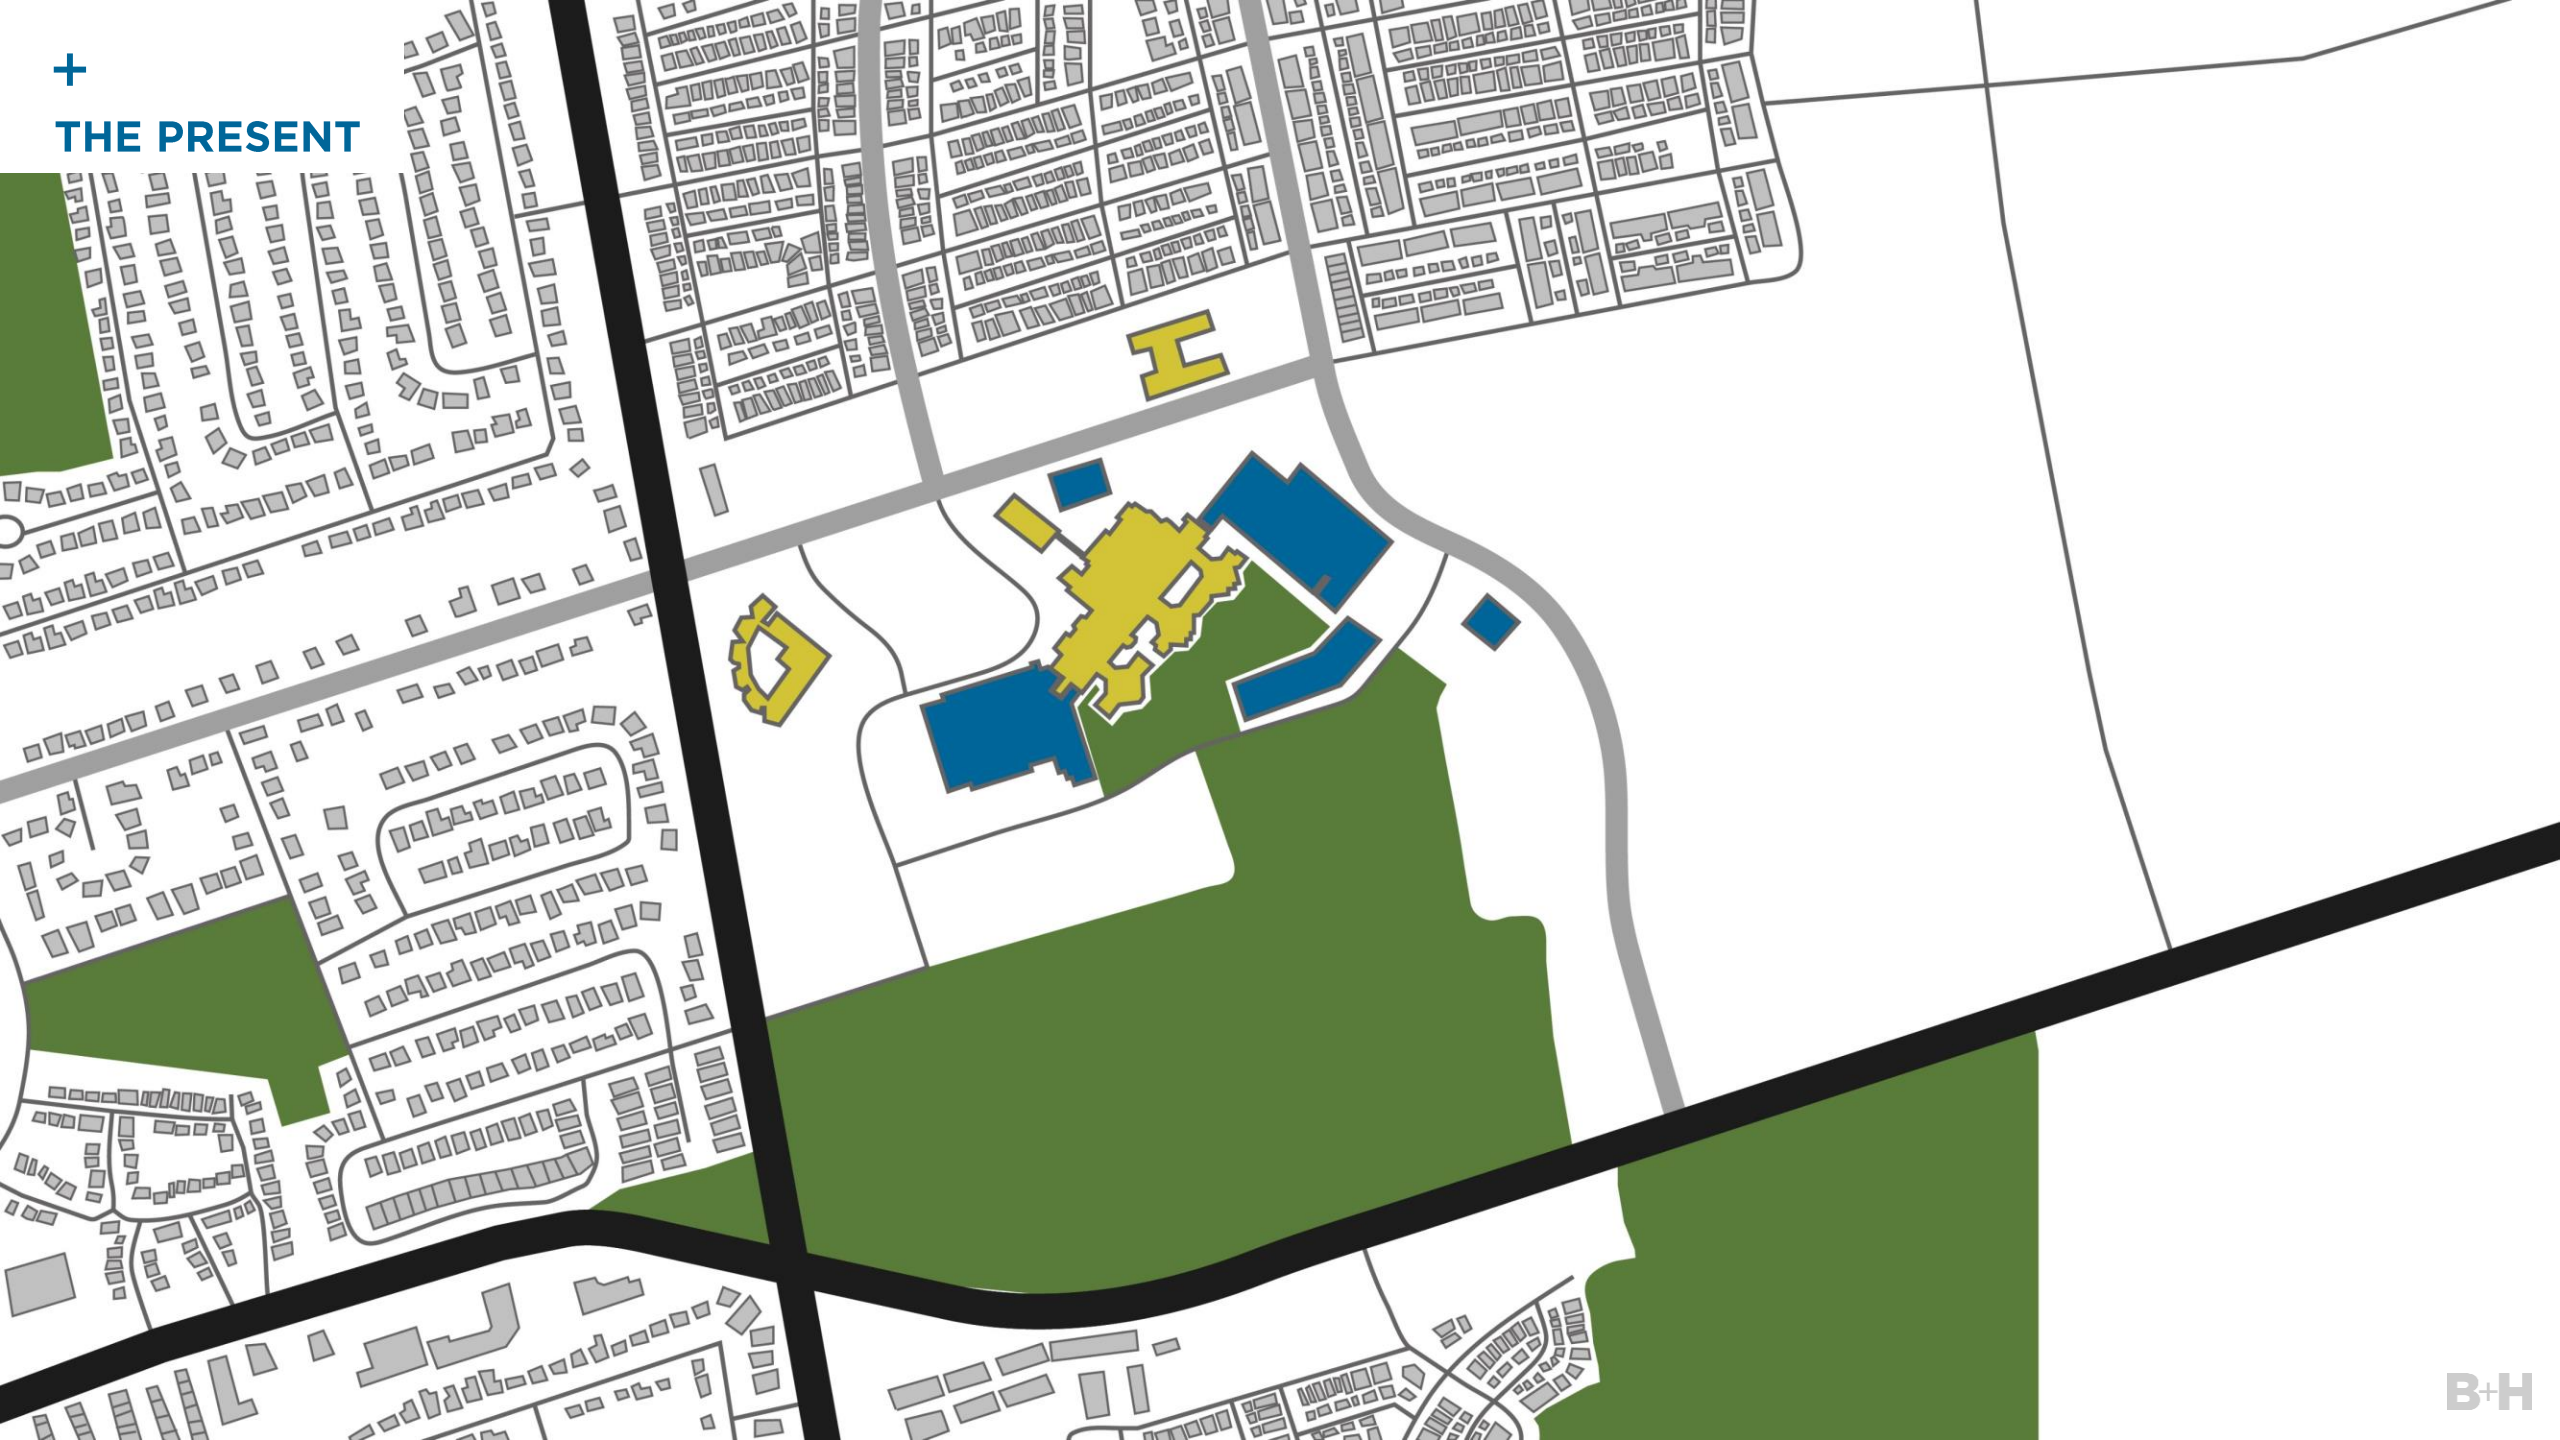 +
THE PRESENT
B+H